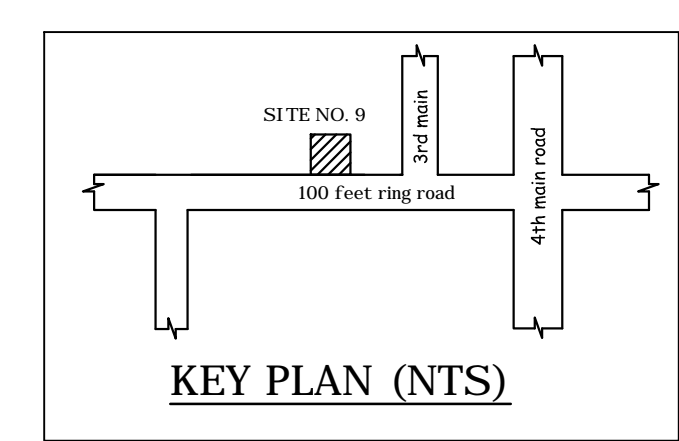 SITE NO. 9
3rd main
100 feet ring road
4th main road
KEY PLAN (NTS)